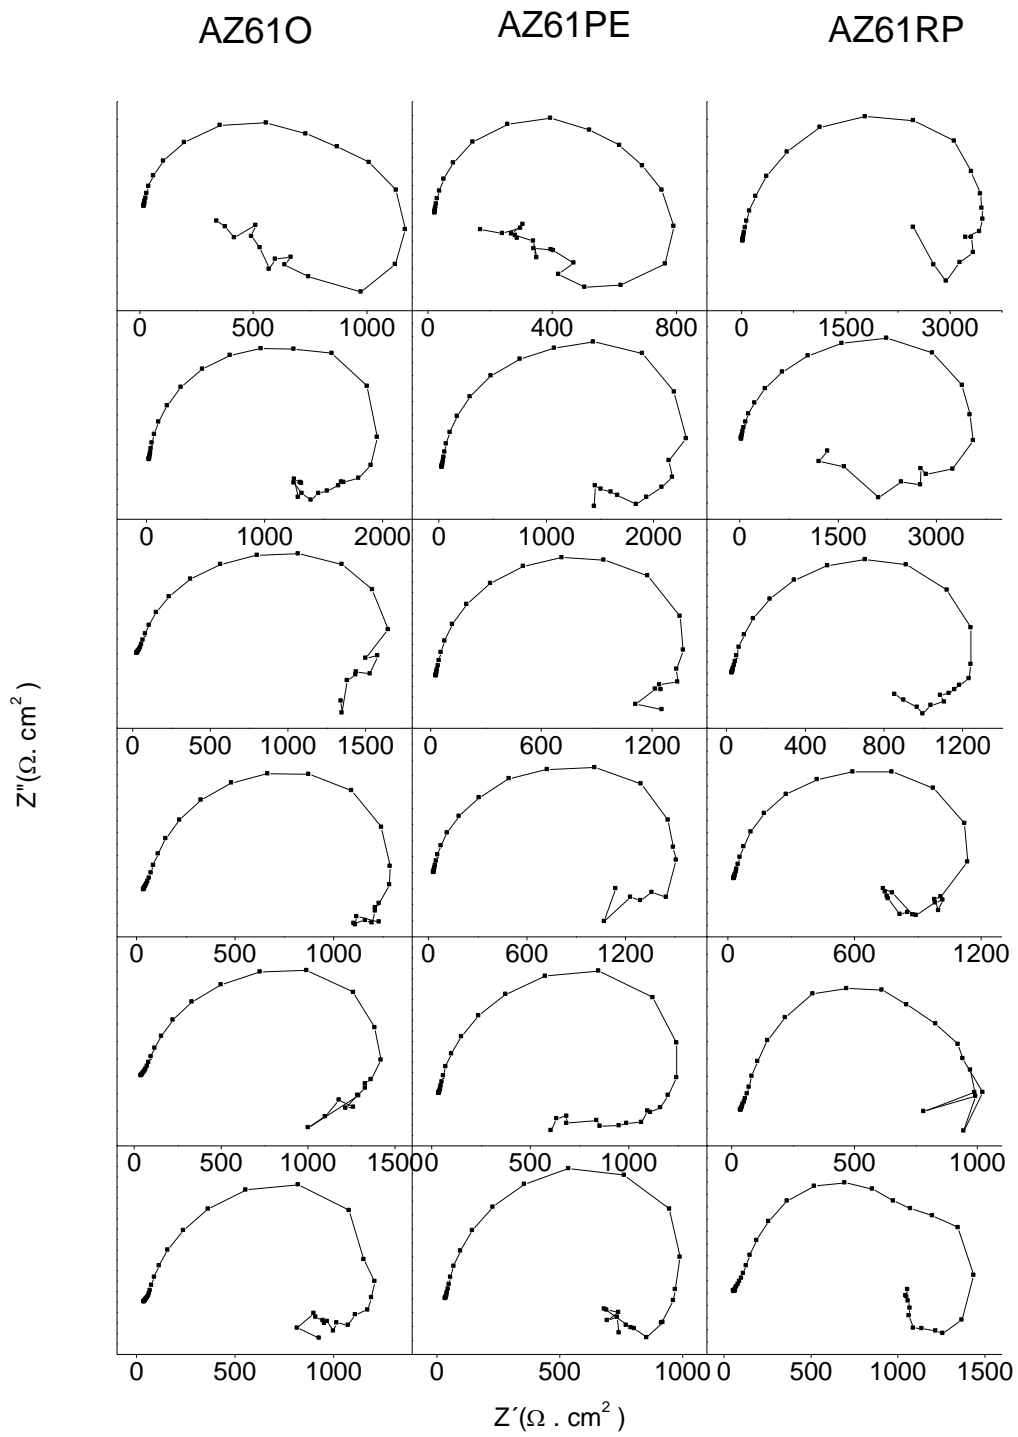 AZ61O AZ61PE AZ61RP
0 500 1000 0 400 800 0 1500 3000
0 1000 2000 0 1000 2000 0 1500 3000
0 500 1000 1500 0 600 1200 0 400 800 1200
0 500 1000 0 600 1200 0 600 1200
0 500 1000 1500 0 500 1000 0 500 1000
0 500 1000 0 500 1000 0 500 1000 1500
Z"(Ω. cm²)
Z´(Ω . cm²)